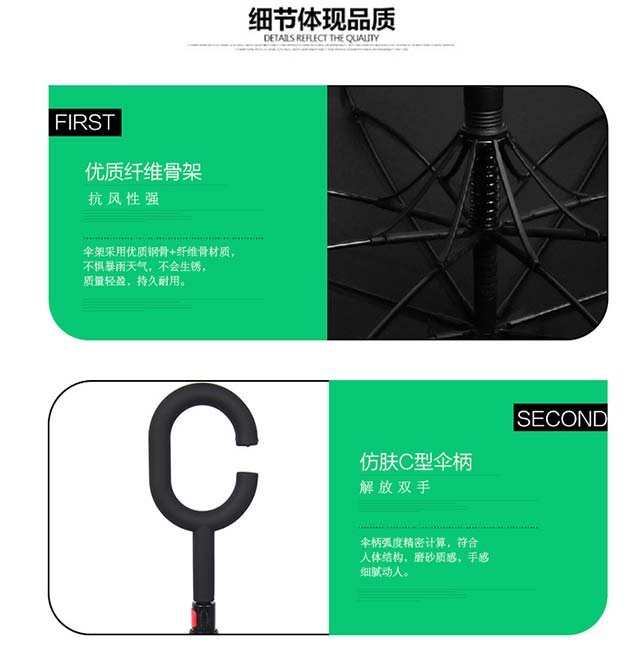 细节体现品质
DETAILS REFLECT THE QUALITY
FIRST
优质纤维骨架
抗风性强
伞架采用优质钢骨+纤维骨材质，
不惧暴雨天气，不会生锈，
质量轻盈，持久耐用。
SECOND
仿肤C型伞柄
解放双手
伞柄弧度精密计算，符合
人体结构，磨砂质感，手感
细腻动人。